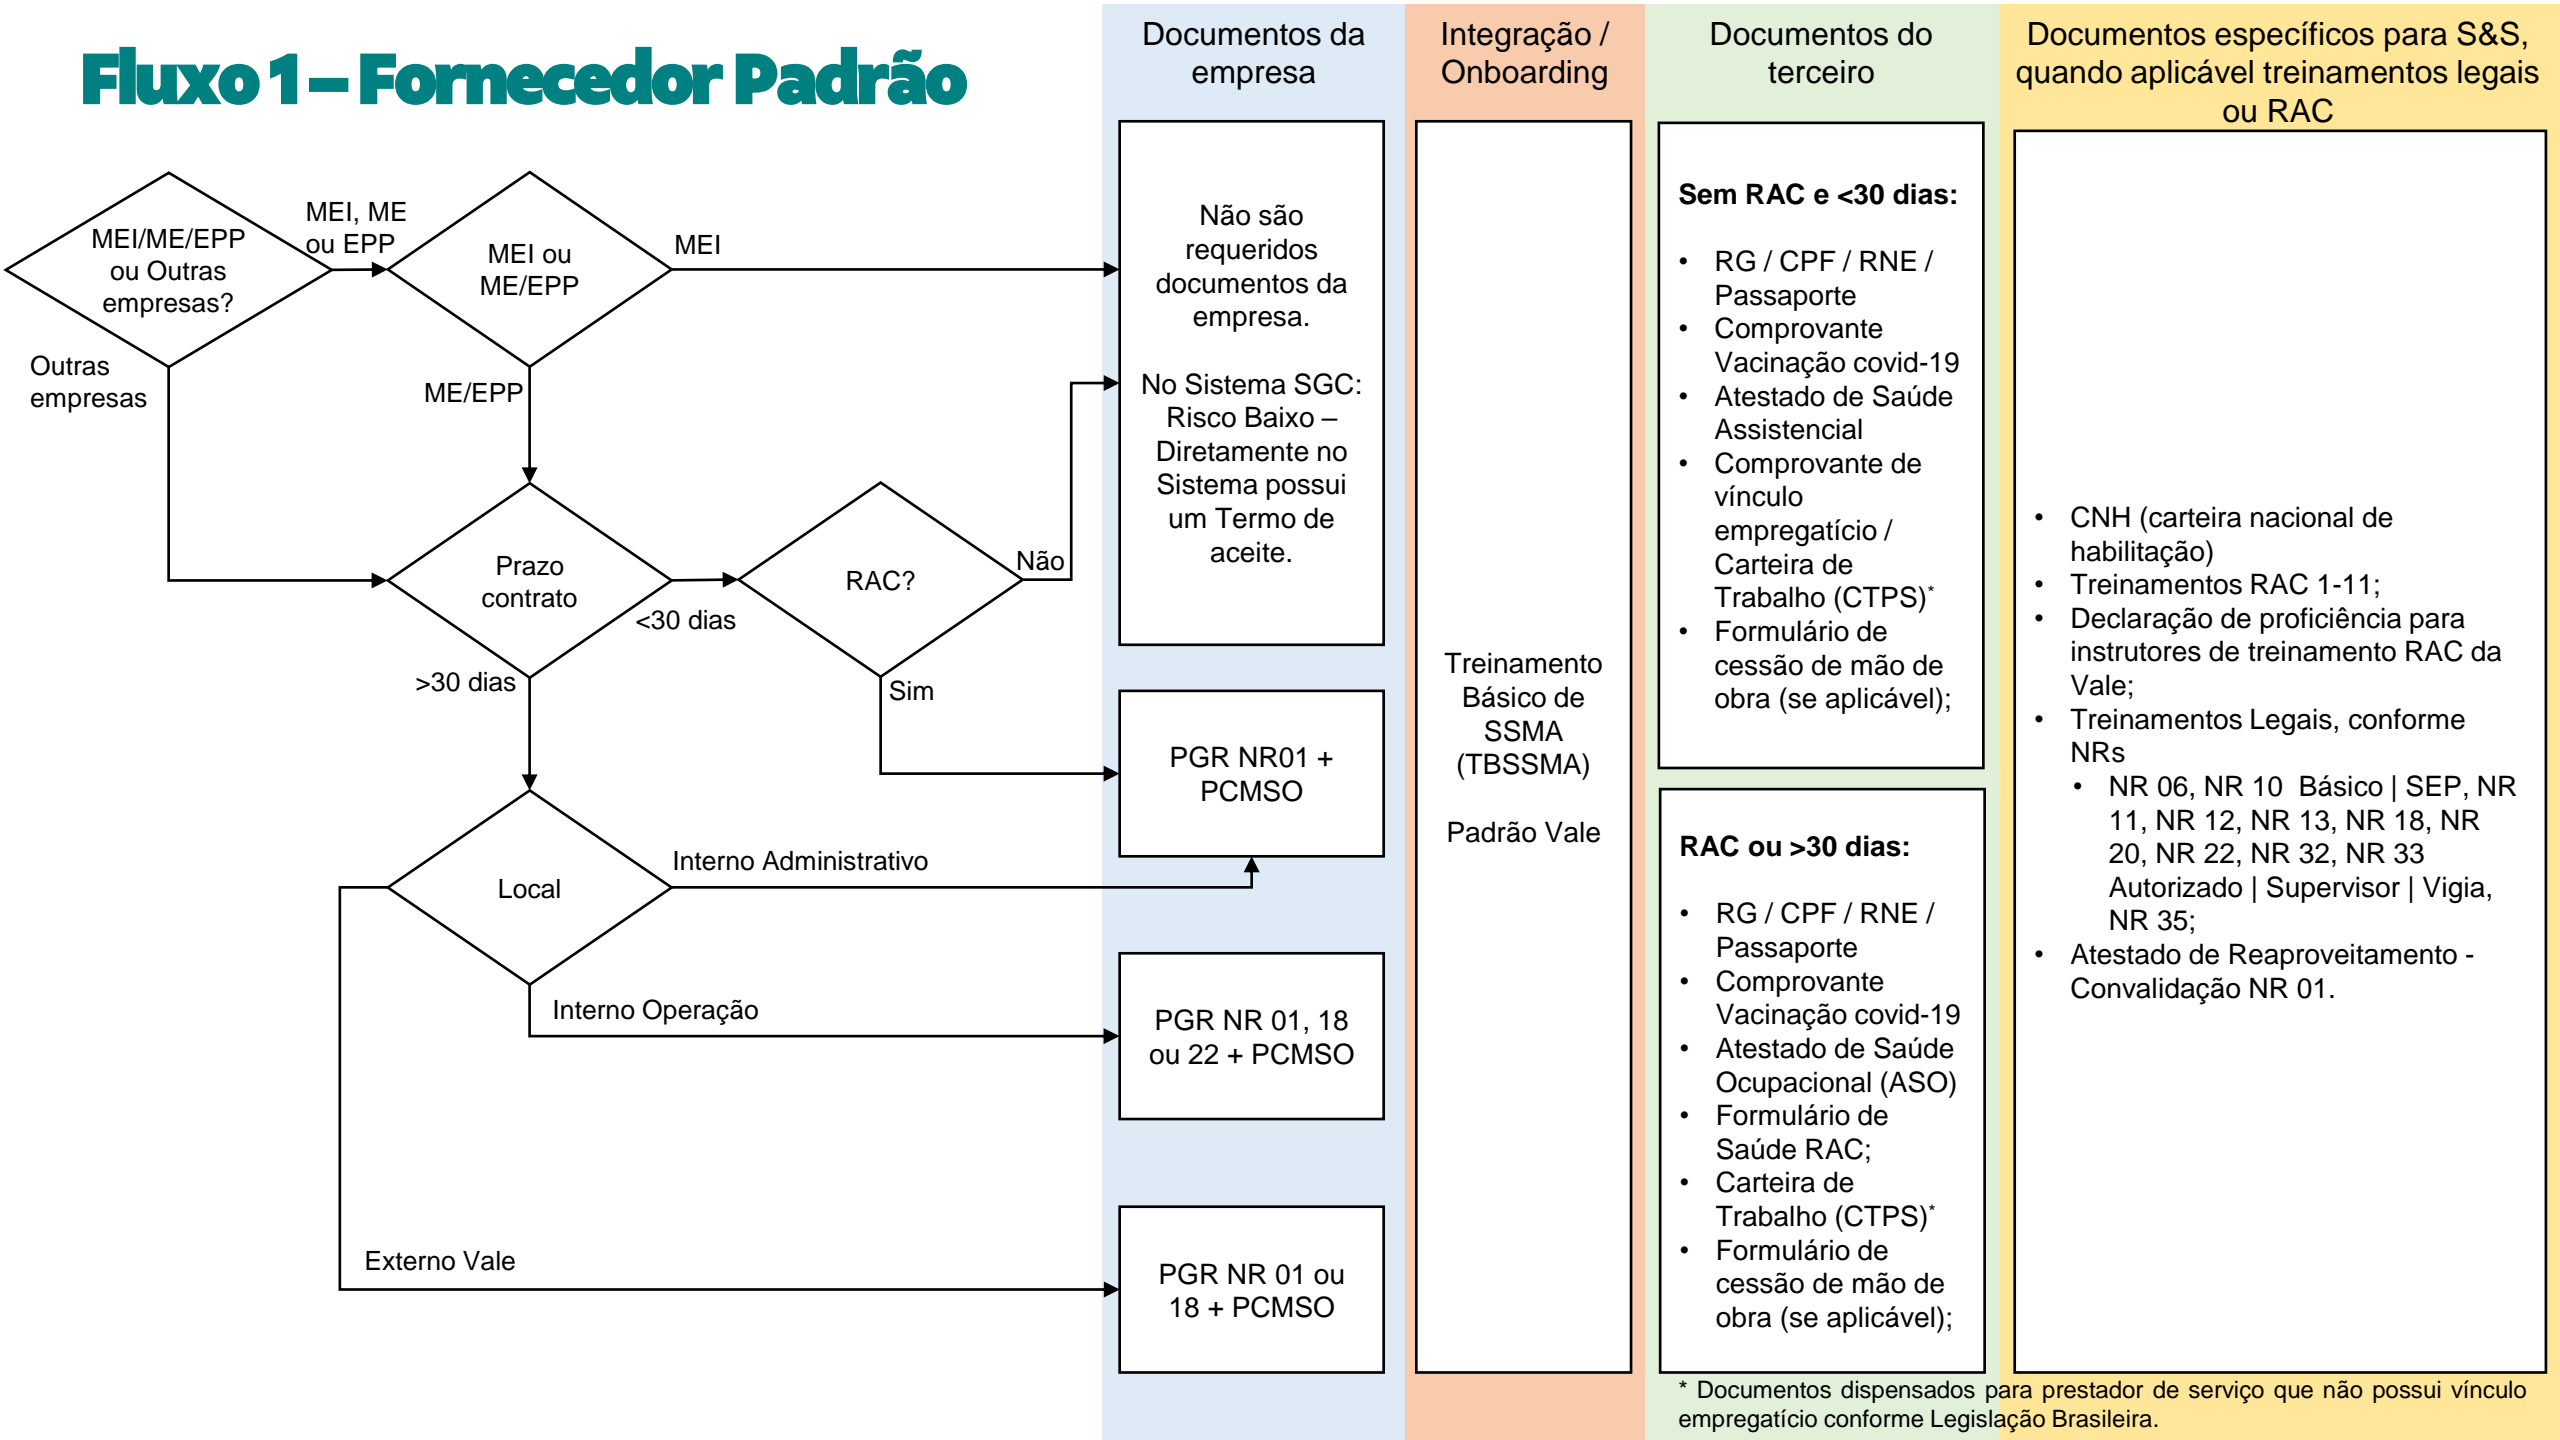 Fluxo 1 – Fornecedor Padrão
MEI/ME/EPP
ou Outras
empresas?
MEI, ME
ou EPP
MEI ou
ME/EPP
MEI
Outras
empresas
ME/EPP
Prazo
contrato
<30 dias
RAC?
Não
Sim
>30 dias
Local
Interno Administrativo
Interno Operação
Externo Vale
Documentos da
empresa
Não são
requeridos
documentos da
empresa.
No Sistema SGC:
Risco Baixo –
Diretamente no
Sistema possui
um Termo de
aceite.
PGR NR01 +
PCMSO
PGR NR 01, 18
ou 22 + PCMSO
PGR NR 01 ou
18 + PCMSO
Integração /
Onboarding
Treinamento
Básico de
SSMA
(TBSSMA)
Padrão Vale
Documentos do
terceiro
Sem RAC e <30 dias:
• RG / CPF / RNE /
Passaporte
• Comprovante
Vacinação covid-19
• Atestado de Saúde
Assistencial
• Comprovante de
vínculo
empregatício /
Carteira de
Trabalho (CTPS)*
• Formulário de
cessão de mão de
obra (se aplicável);
RAC ou >30 dias:
• RG / CPF / RNE /
Passaporte
• Comprovante
Vacinação covid-19
• Atestado de Saúde
Ocupacional (ASO)
• Formulário de
Saúde RAC;
• Carteira de
Trabalho (CTPS)*
• Formulário de
cessão de mão de
obra (se aplicável);
Documentos específicos para S&S,
quando aplicável treinamentos legais
ou RAC
• CNH (carteira nacional de
habilitação)
• Treinamentos RAC 1-11;
• Declaração de proficiência para
instrutores de treinamento RAC da
Vale;
• Treinamentos Legais, conforme
NRs
• NR 06, NR 10 Básico | SEP, NR
11, NR 12, NR 13, NR 18, NR
20, NR 22, NR 32, NR 33
Autorizado | Supervisor | Vigia,
NR 35;
• Atestado de Reaproveitamento -
Convalidação NR 01.
* Documentos dispensados para prestador de serviço que não possui vínculo
empregatício conforme Legislação Brasileira.